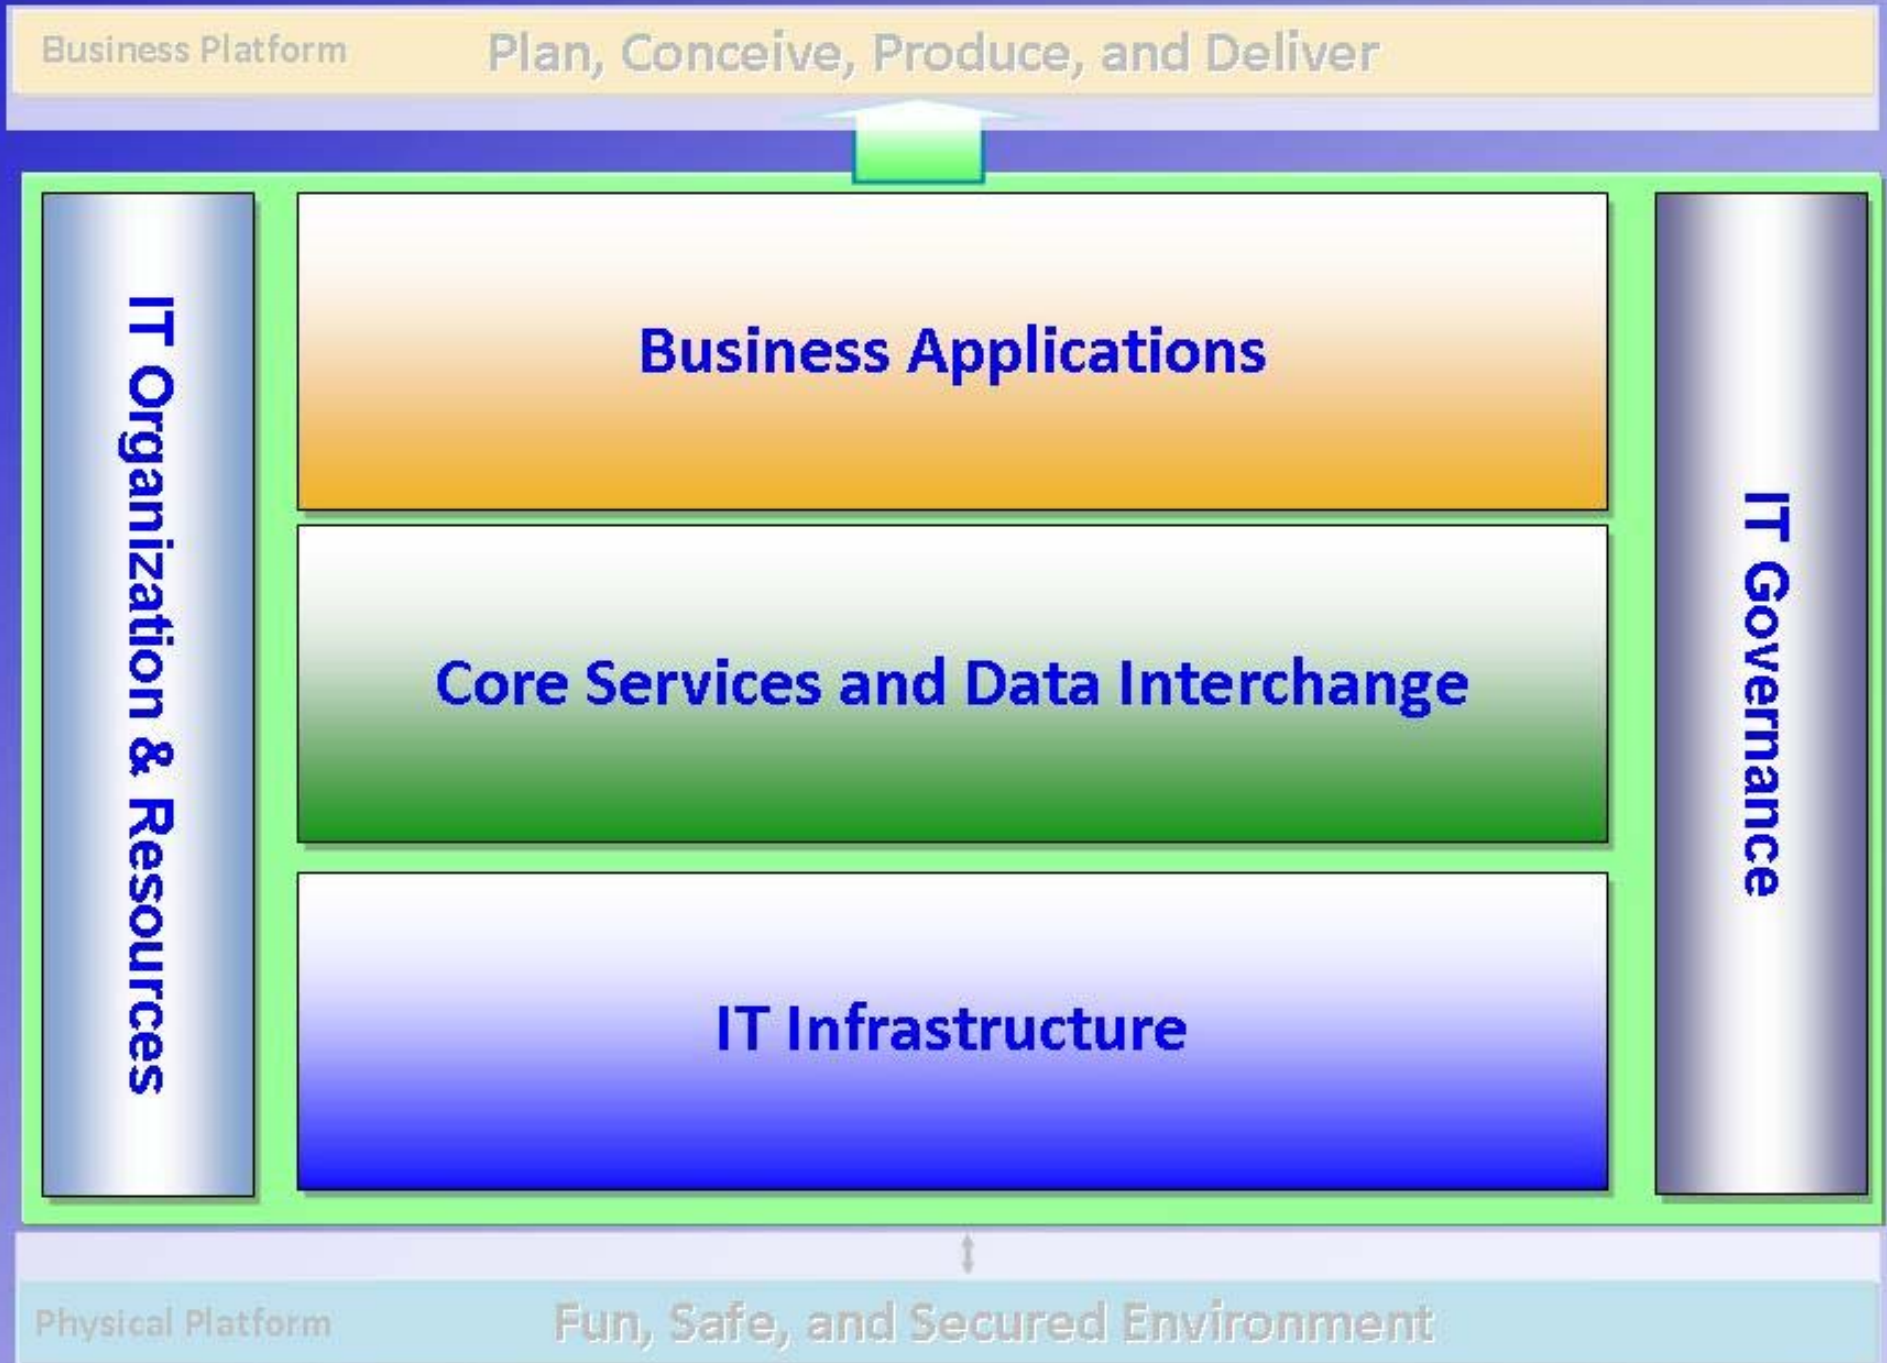 Business Platform
Plan, Conceive, Produce, and Deliver
IT Organization & Resources
Business Applications
Core Services and Data Interchange
IT Infrastructure
IT Governance
Physical Platform
Fun, Safe, and Secured Environment